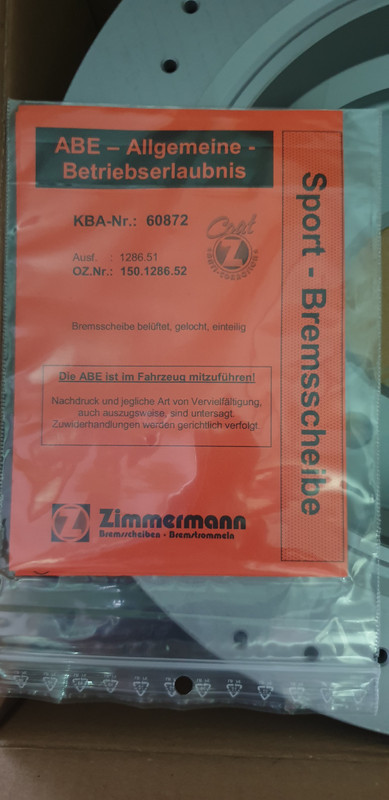 ABE – Allgemeine -
Betriebserlaubnis
KBA-Nr.: 60872
Coat
Z
Ausf. : 1286.51
OZ.Nr.: 150.1286.52
Bremsscheibe belüftet, gelocht, einteilig
Die ABE ist im Fahrzeug mitzuführen!
Nachdruck und jegliche Art von Vervielfältigung,
auch auszugsweise, sind untersagt.
Zuwiderhandlungen werden gerichtlich verfolgt.
Z Zimmermann
Bremsscheiben - Bremstrommeln
Sport - Bremsscheibe